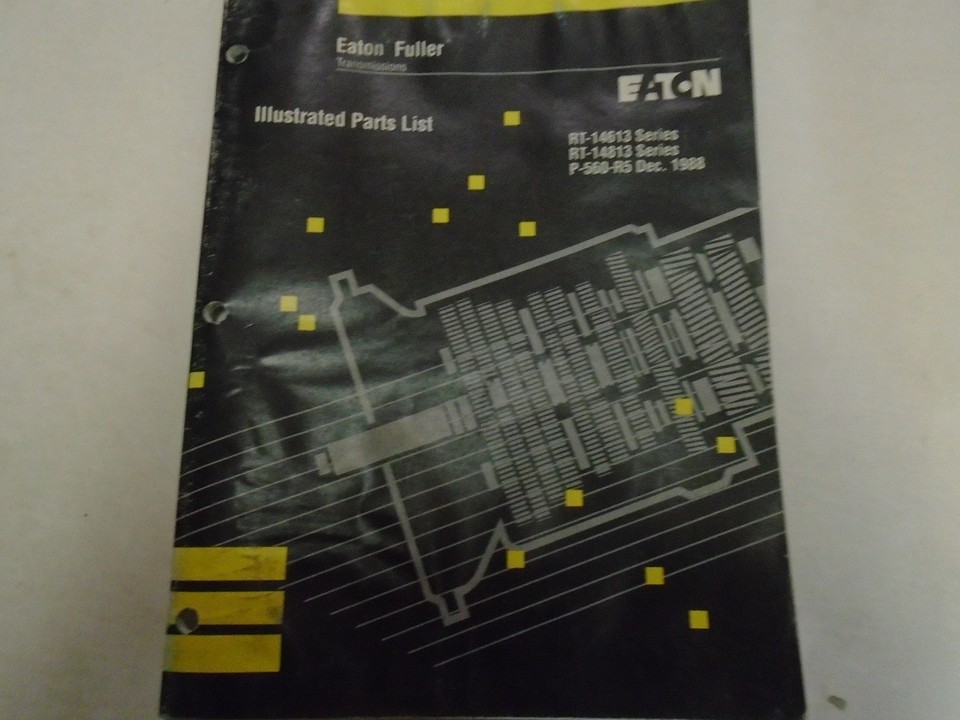 Eaton Fuller
Transmissions
EATON
Illustrated Parts List
RT-14613 Series
RT-14813 Series
P-560-R5 Dec. 1988